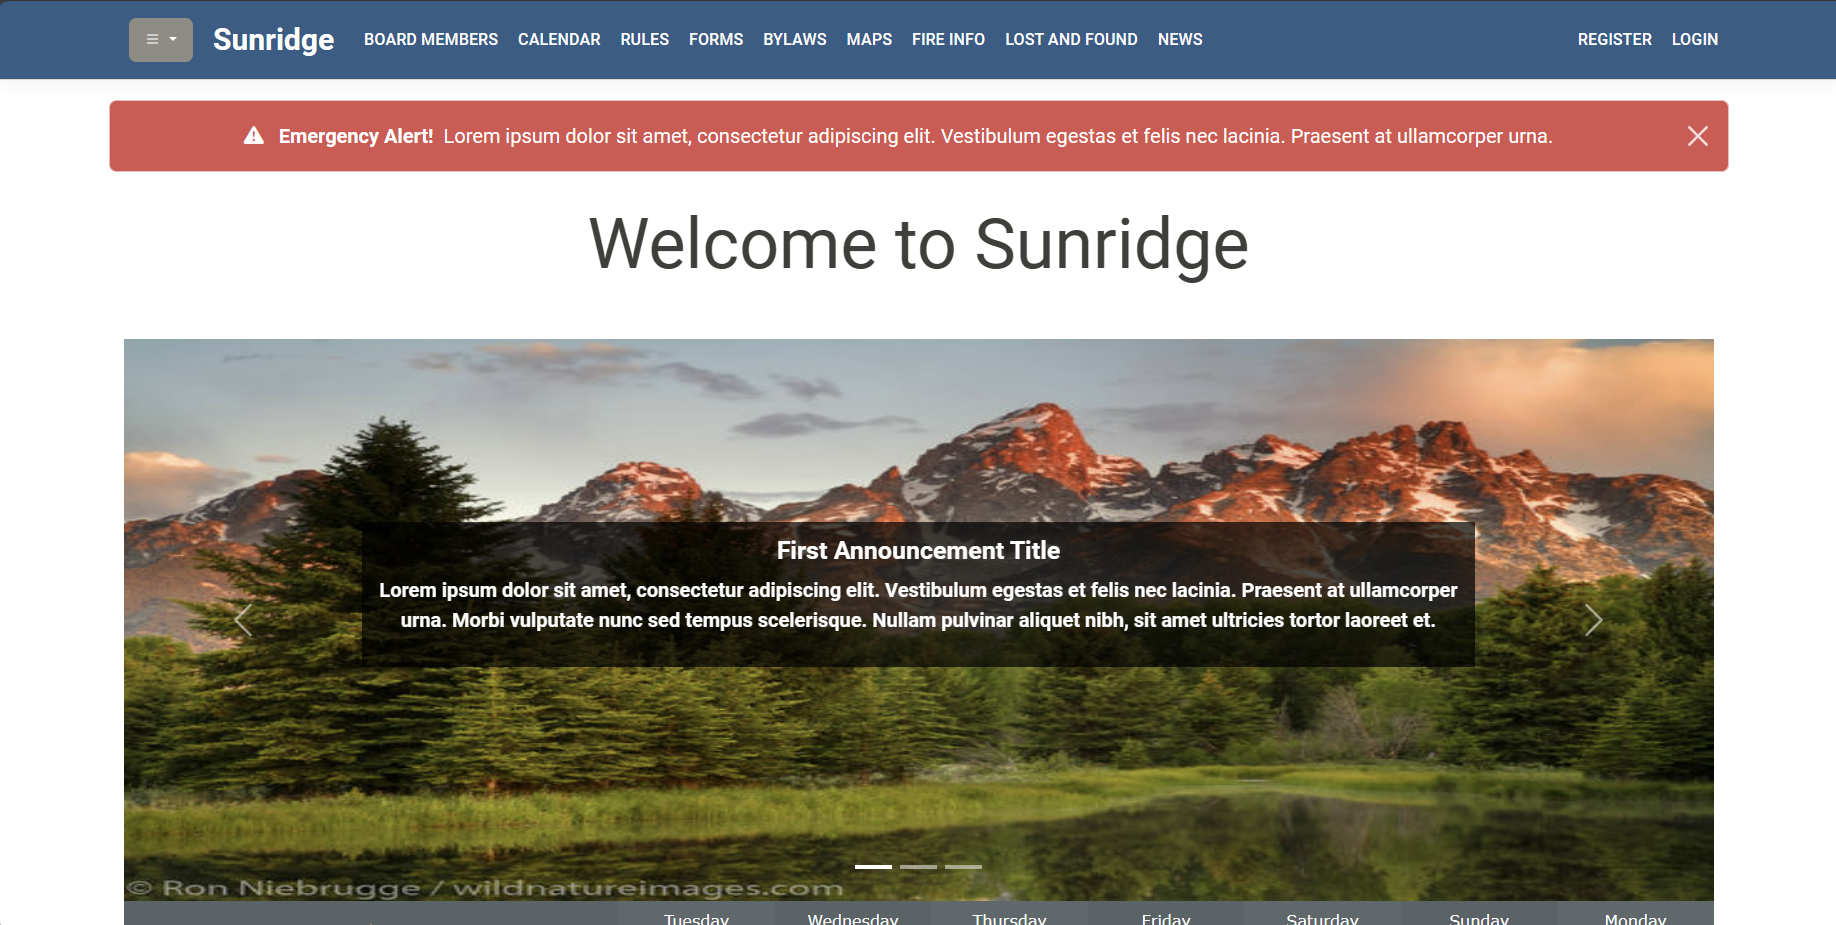 Sunridge BOARD MEMBERS CALENDAR RULES FORMS BYLAWS MAPS FIRE INFO LOST AND FOUND NEWS REGISTER LOGIN
Emergency Alert! Lorem ipsum dolor sit amet, consectetur adipiscing elit. Vestibulum egestas et felis nec lacinia. Praesent at ullamcorper urna.
Welcome to Sunridge
First Announcement Title
Lorem ipsum dolor sit amet, consectetur adipiscing elit. Vestibulum egestas et felis nec lacinia. Praesent at ullamcorper
urna. Morbi vulputate nunc sed tempus scelerisque. Nullam pulvinar aliquet nibh, sit amet ultricies tortor laoreet et.
© Ron Niebrugge / wildnatureimages.com
Tuesday Wednesday Thursday Friday Saturday Sunday Monday